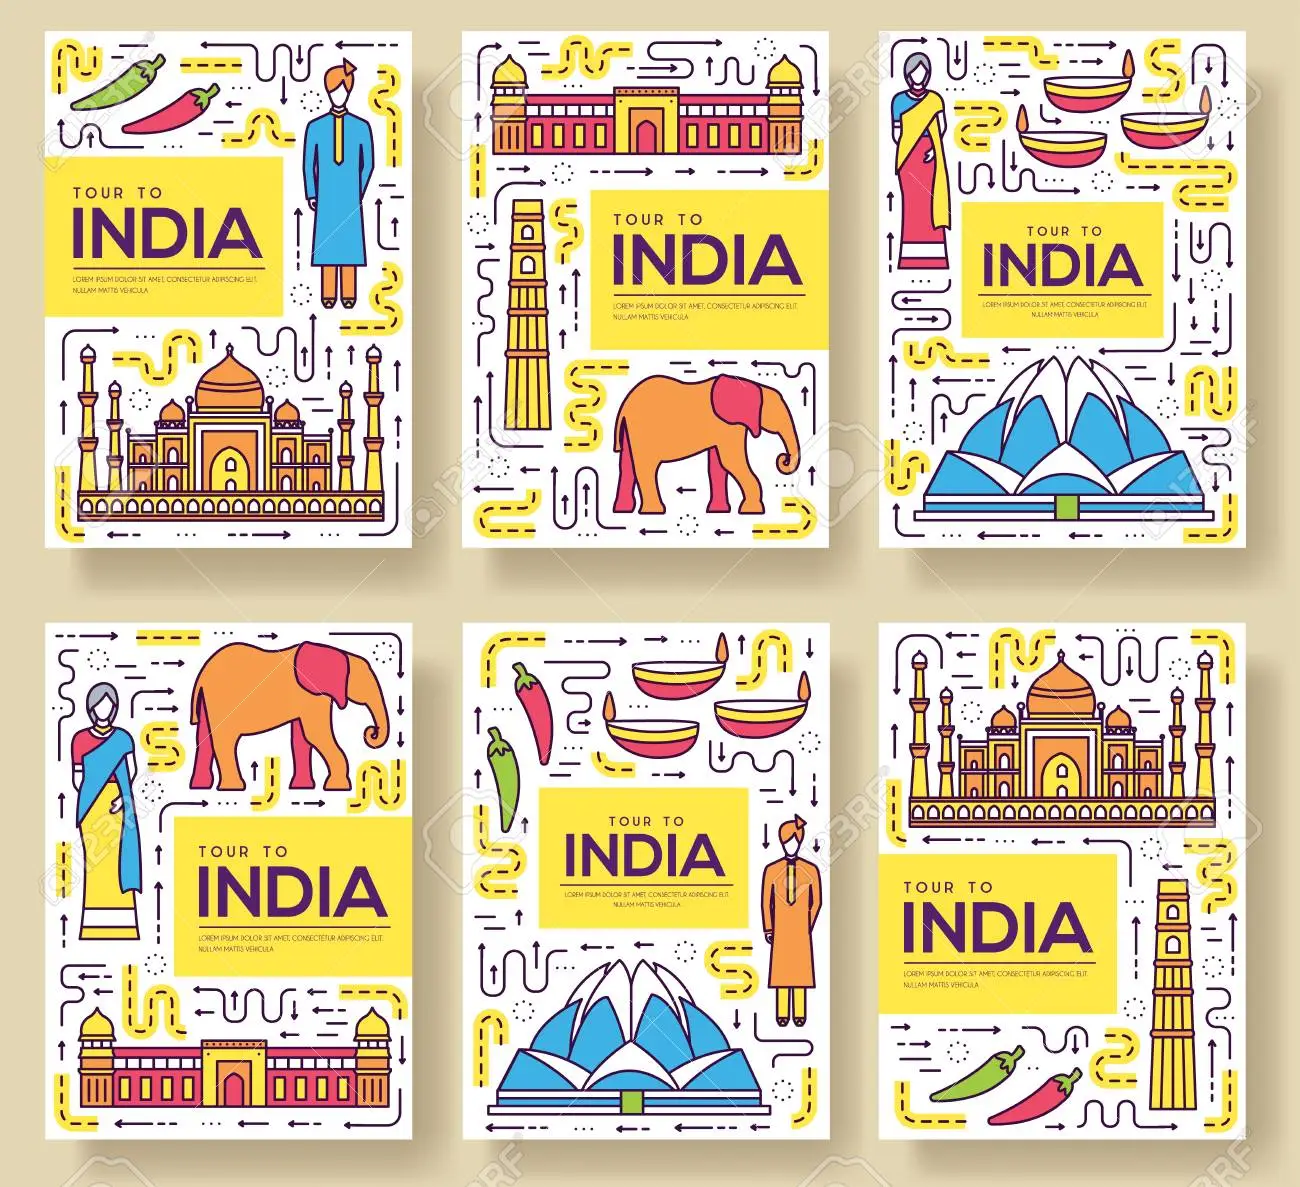 TOUR TO
INDIA
LOREM IPSUM DOLOR SIT AMET, CONSECTETUR ADIPISCING ELIT.
NULLAM MATTIS VEHICULA
TOUR TO
INDIA
LOREM IPSUM DOLOR SIT AMET, CONSECTETUR ADIPISCING ELIT.
NULLAM MATTIS VEHICULA
TOUR TO
INDIA
LOREM IPSUM DOLOR SIT AMET, CONSECTETUR ADIPISCING ELIT.
NULLAM MATTIS VEHICULA
TOUR TO
INDIA
LOREM IPSUM DOLOR SIT AMET, CONSECTETUR ADIPISCING ELIT.
NULLAM MATTIS VEHICULA
TOUR TO
INDIA
LOREM IPSUM DOLOR SIT AMET, CONSECTETUR ADIPISCING ELIT.
NULLAM MATTIS VEHICULA
TOUR TO
INDIA
LOREM IPSUM DOLOR SIT AMET, CONSECTETUR ADIPISCING ELIT.
NULLAM MATTIS VEHICULA
123RF